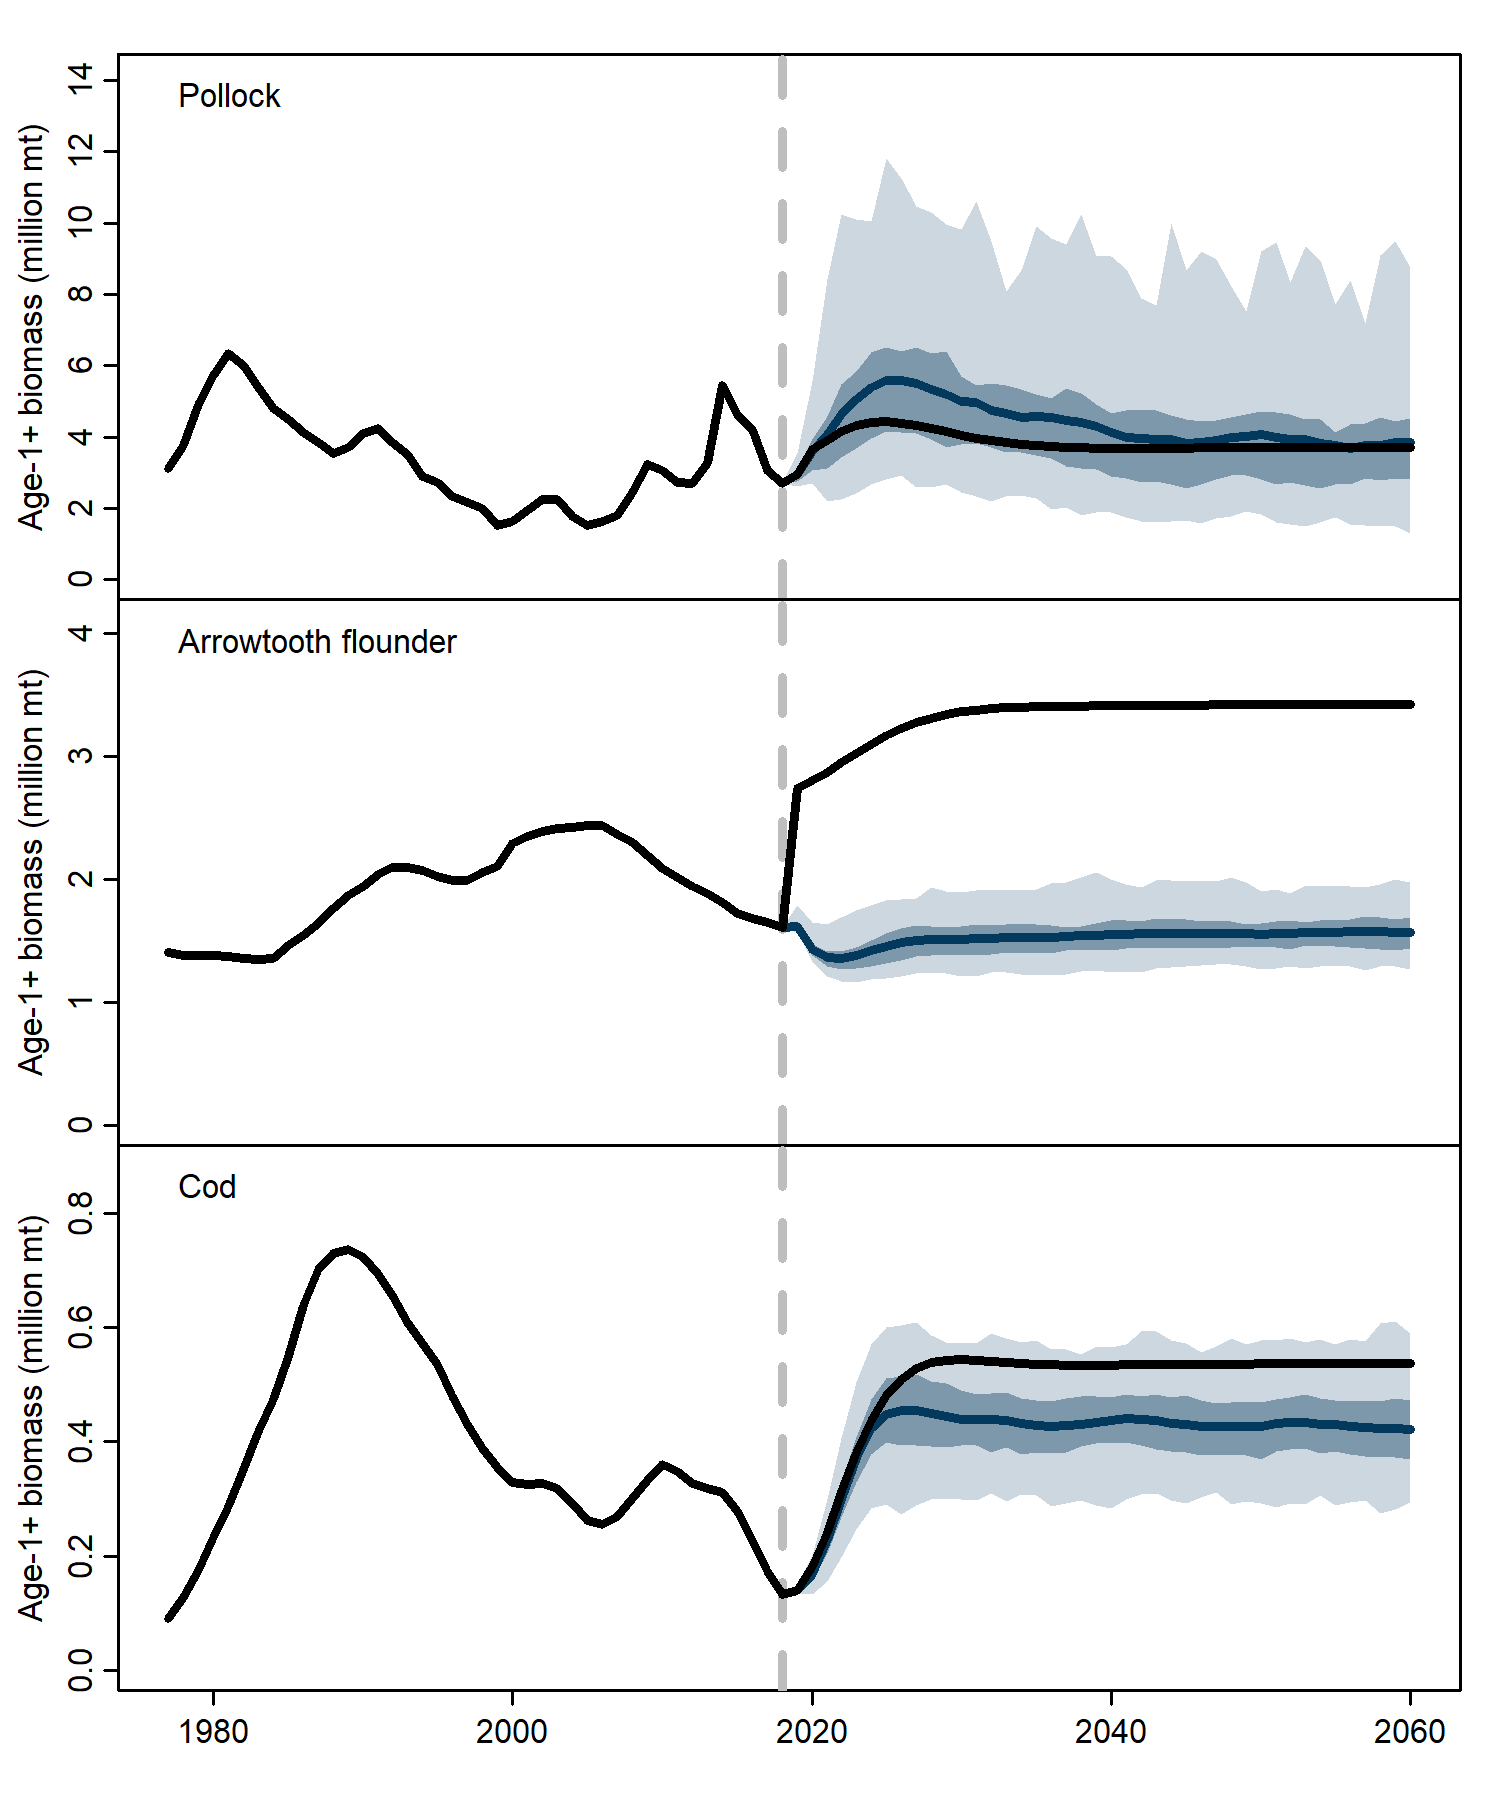 Pollock
Age-1+ biomass (million mt)
14
12
10
8
6
4
2
0
Arrowtooth flounder
Age-1+ biomass (million mt)
4
3
2
1
0
Cod
Age-1+ biomass (million mt)
0.8
0.6
0.4
0.2
0.0
1980 2000 2020 2040 2060